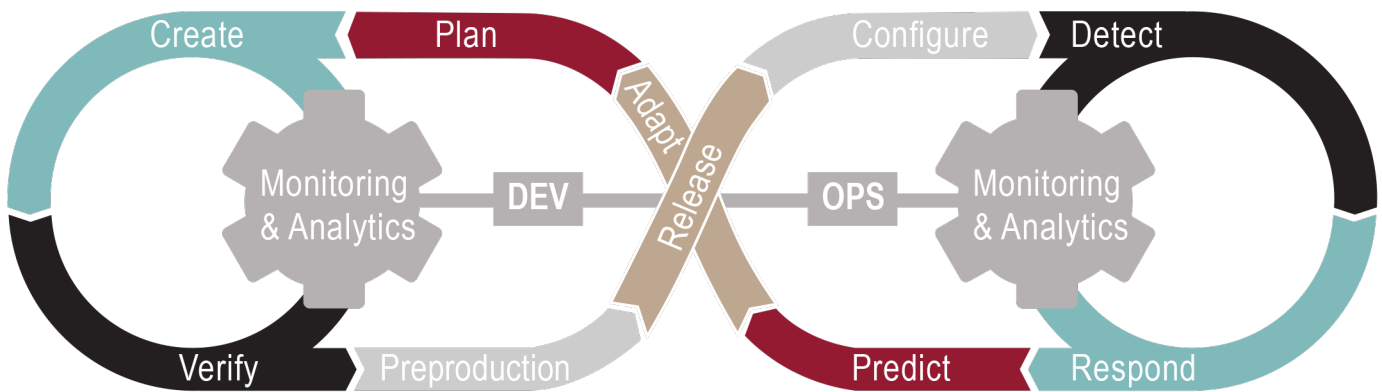 Create
Plan
Configure
Detect
Adapt
Release
Monitoring
& Analytics
DEV
OPS
Monitoring
& Analytics
Verify
Preproduction
Predict
Respond